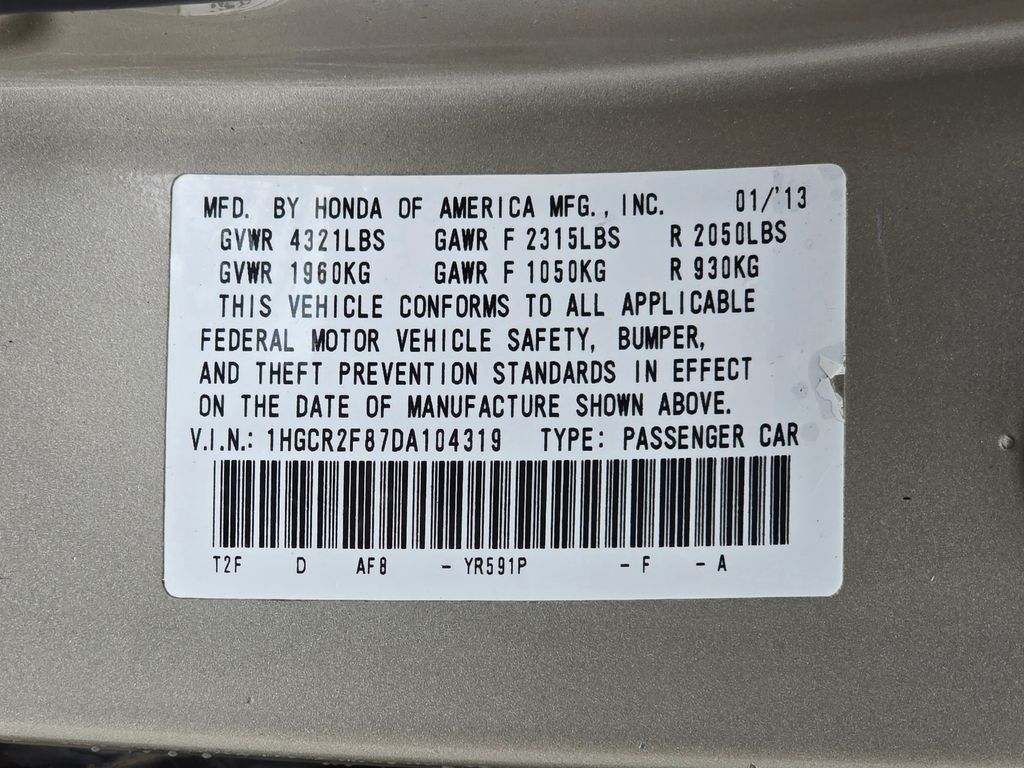 MFD. BY HONDA OF AMERICA MFG., INC. 01/'13
GVWR 4321LBS GAWR F 2315LBS R 2050LBS
GVWR 1960KG GAWR F 1050KG R 930KG
THIS VEHICLE CONFORMS TO ALL APPLICABLE
FEDERAL MOTOR VEHICLE SAFETY, BUMPER,
AND THEFT PREVENTION STANDARDS IN EFFECT
ON THE DATE OF MANUFACTURE SHOWN ABOVE.
V.I.N.: 1HGCR2F87DA104319 TYPE: PASSENGER CAR
T2F D AF8 - YR591P - F - A